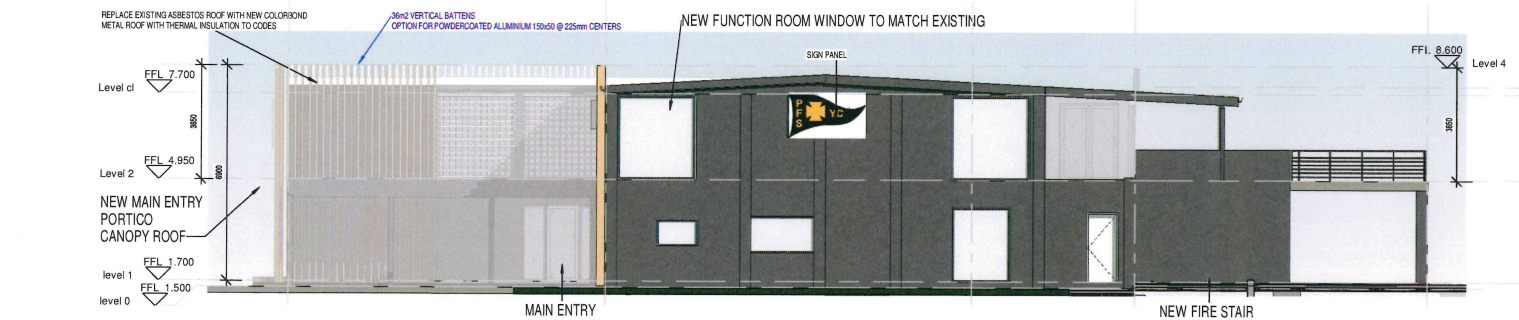 REPLACE EXISTING ASBESTOS ROOF WITH NEW COLORBOND
METAL ROOF WITH THERMAL INSULATION TO CODES
36m2 VERTICAL BATTENS
OPTION FOR POWDERCOATED ALUMINIUM 150x50 @ 225mm CENTERS
NEW FUNCTION ROOM WINDOW TO MATCH EXISTING
SIGN PANEL
FFL 8.600
Level 4
FFL 7.700
Level cl
P
F
S
YC
3650
3650
FFL 4.950
Level 2
6900
NEW MAIN ENTRY
PORTICO
CANOPY ROOF
FFL 1.700
level 1
FFL 1.500
level 0
MAIN ENTRY
NEW FIRE STAIR